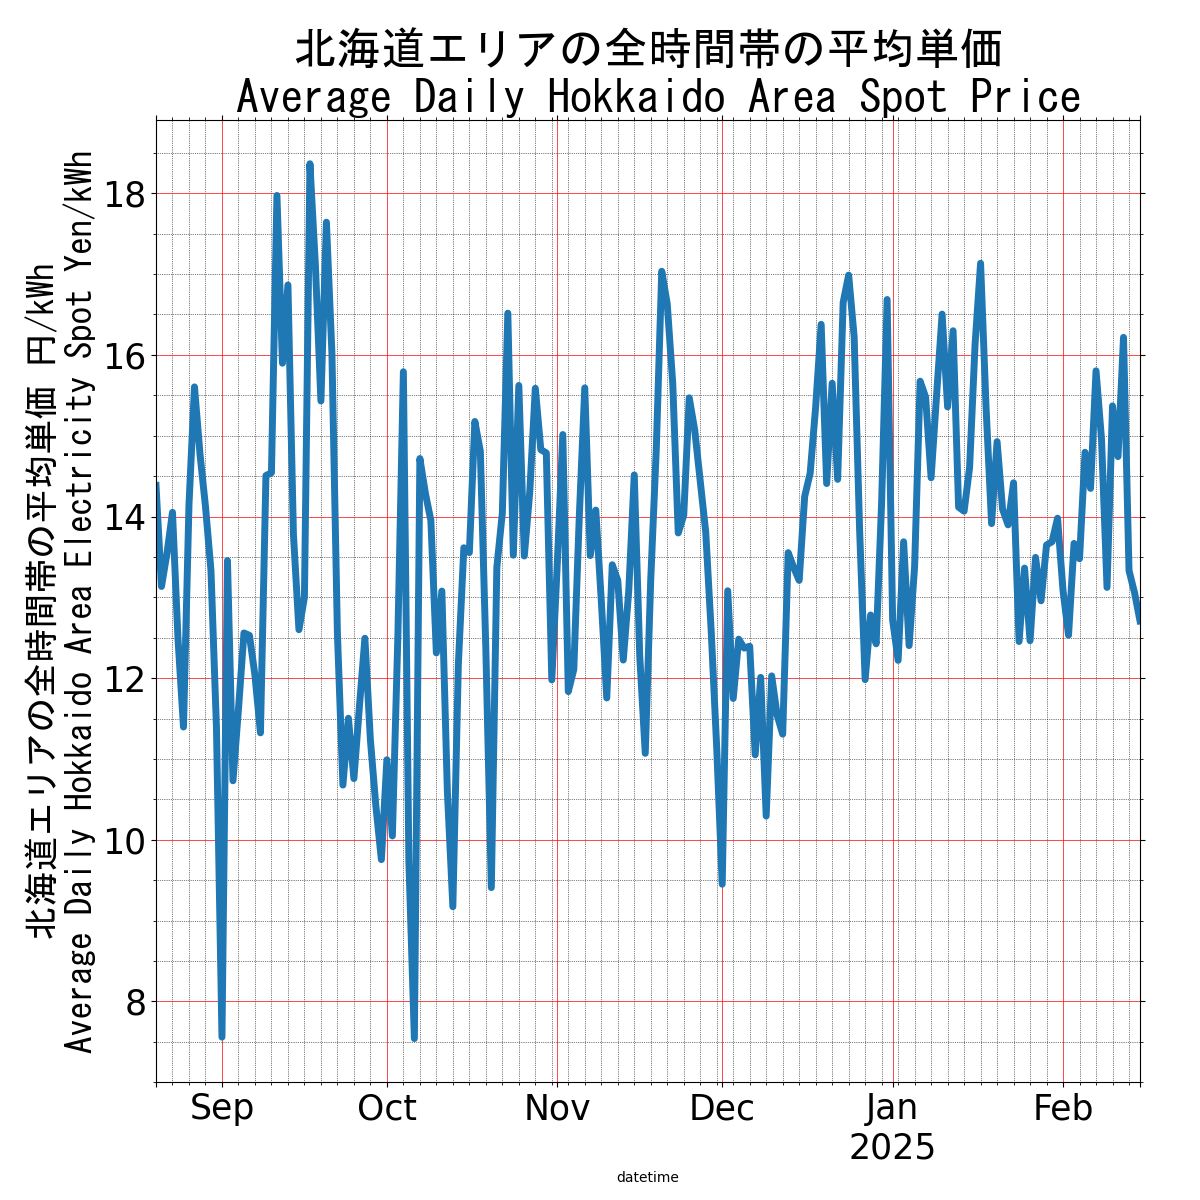 北海道エリアの全時間帯の平均単価
Average Daily Hokkaido Area Spot Price
北海道エリアの全時間帯の平均単価 円/kWh
Average Daily Hokkaido Area Electricity Spot Yen/kWh
18
16
14
12
10
8
Sep Oct Nov Dec Jan Feb
2025
datetime